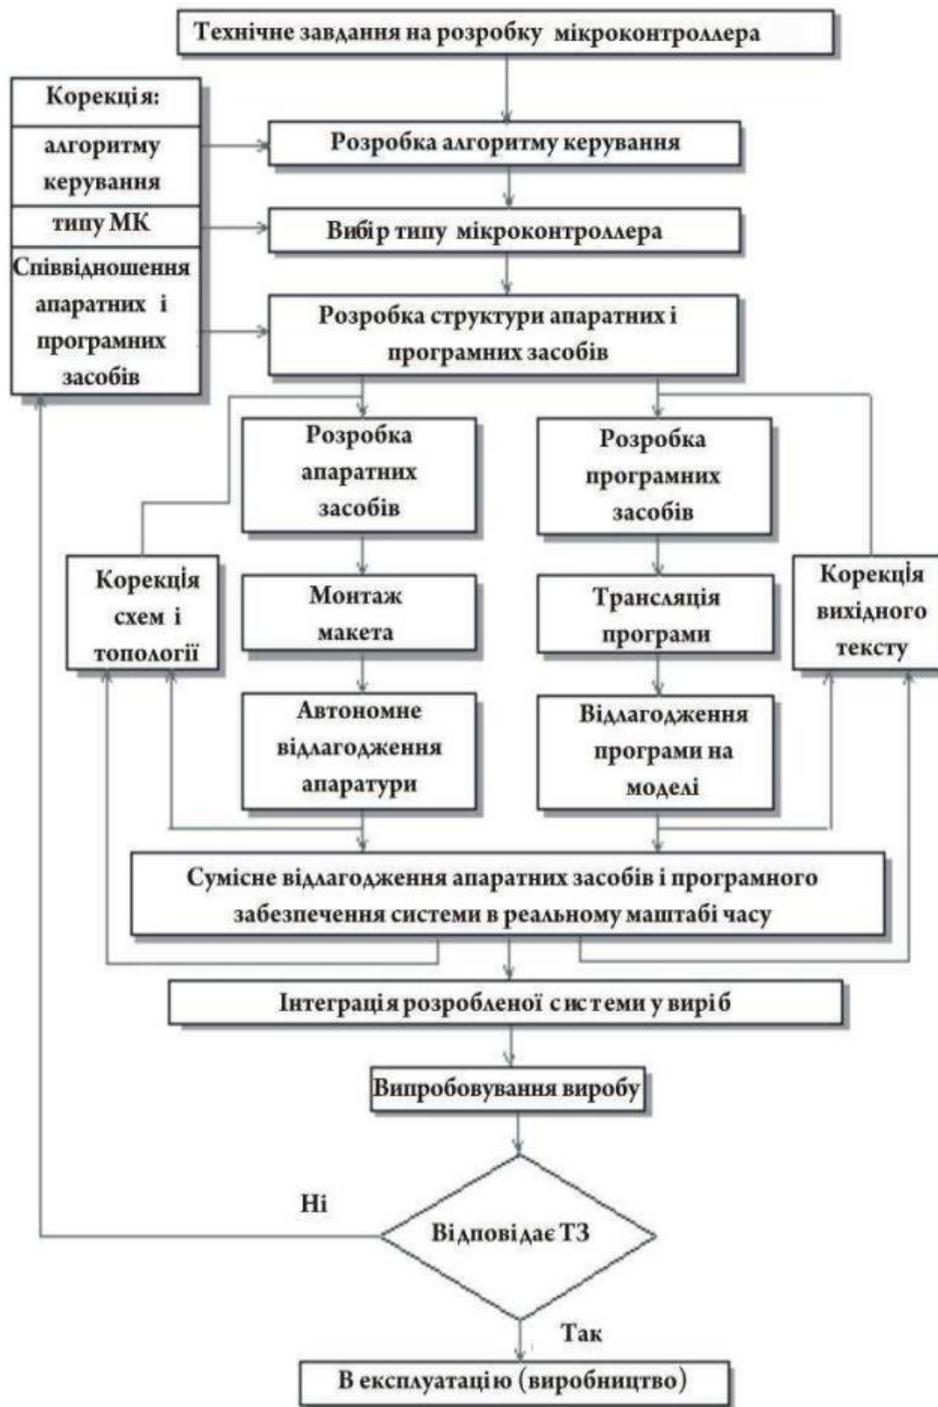 Технічне завдання на розробку мікроконтроллера
Корекція:
алгоритму
керування
типу МК
Співвідношення
апаратних і
програмних
засобів
Розробка алгоритму керування
Вибір типу мікроконтроллера
Розробка структури апаратних і
програмних засобів
Розробка
апаратних
засобів
Розробка
програмних
засобів
Корекція
схем і
топології
Монтаж
макета
Трансляція
програми
Корекція
вихідного
тексту
Автономне
відлагодження
апаратури
Відлагодження
програми на
моделі
Сумісне відлагодження апаратних засобів і програмного
забезпечення системи в реальному маштабі часу
Інтеграція розробленої системи у виріб
Випробовування виробу
Ні
Відповідає ТЗ
Так
В експлуатацію (виробництво)